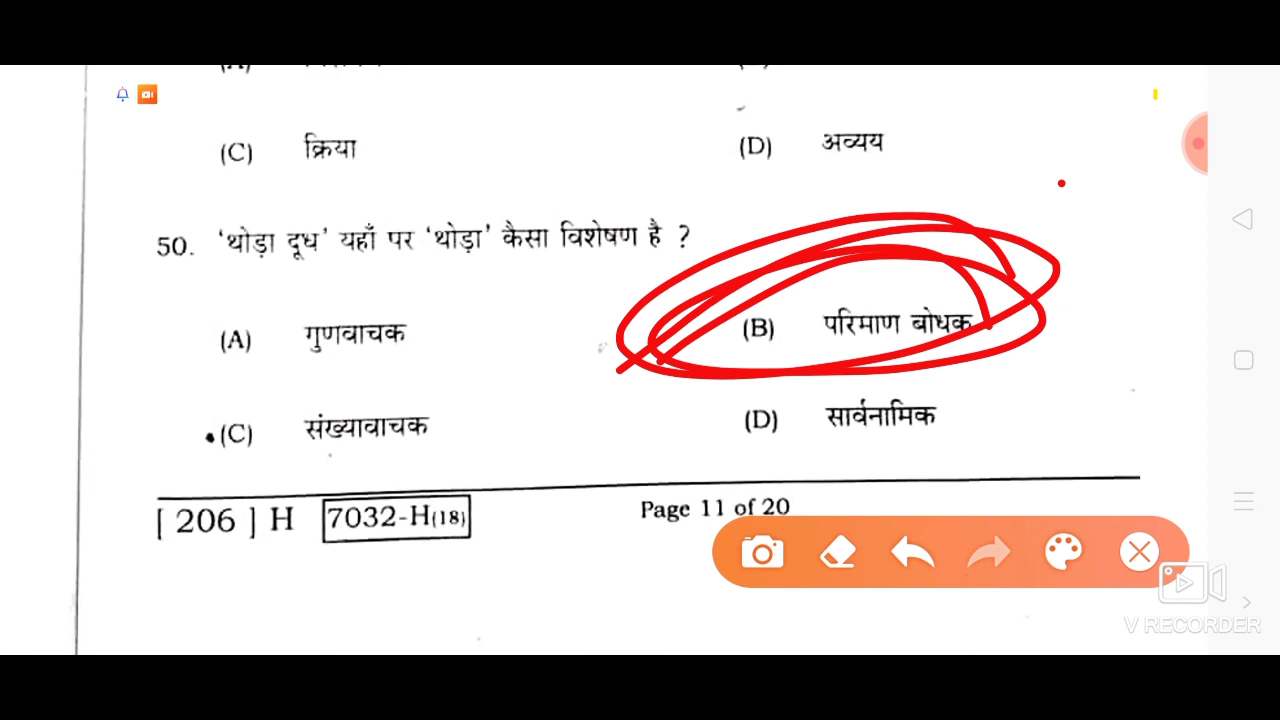 (C) क्रिया (D) अव्यय
50. 'थोड़ा दूध' यहाँ पर 'थोड़ा' कैसा विशेषण है ?
(A) गुणवाचक (B) परिमाण बोधक
(C) संख्यावाचक (D) सार्वनामिक
[ 206 ] H 7032-H(18) Page 11 of 20
V RECORDER